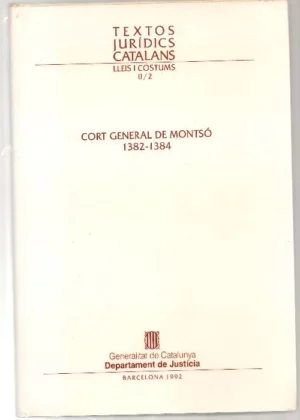 TEXTOS
JURÍDICS
CATALANS
LLEIS I COSTUMS
II/2
CORT GENERAL DE MONTSÓ
1382-1384
Generalitat de Catalunya
Departament de Justícia
BARCELONA 1992